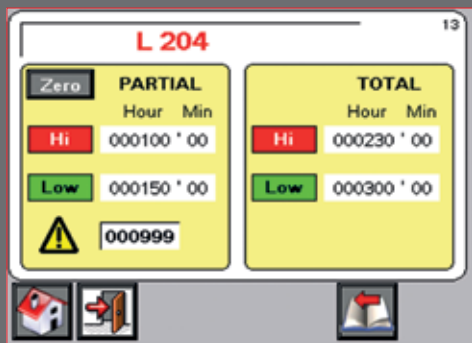 13
L 204
Zero PARTIAL
Hour Min
Hi 000100 ' 00
Low 000150 ' 00
000999
TOTAL
Hour Min
Hi 000230 ' 00
Low 000300 ' 00